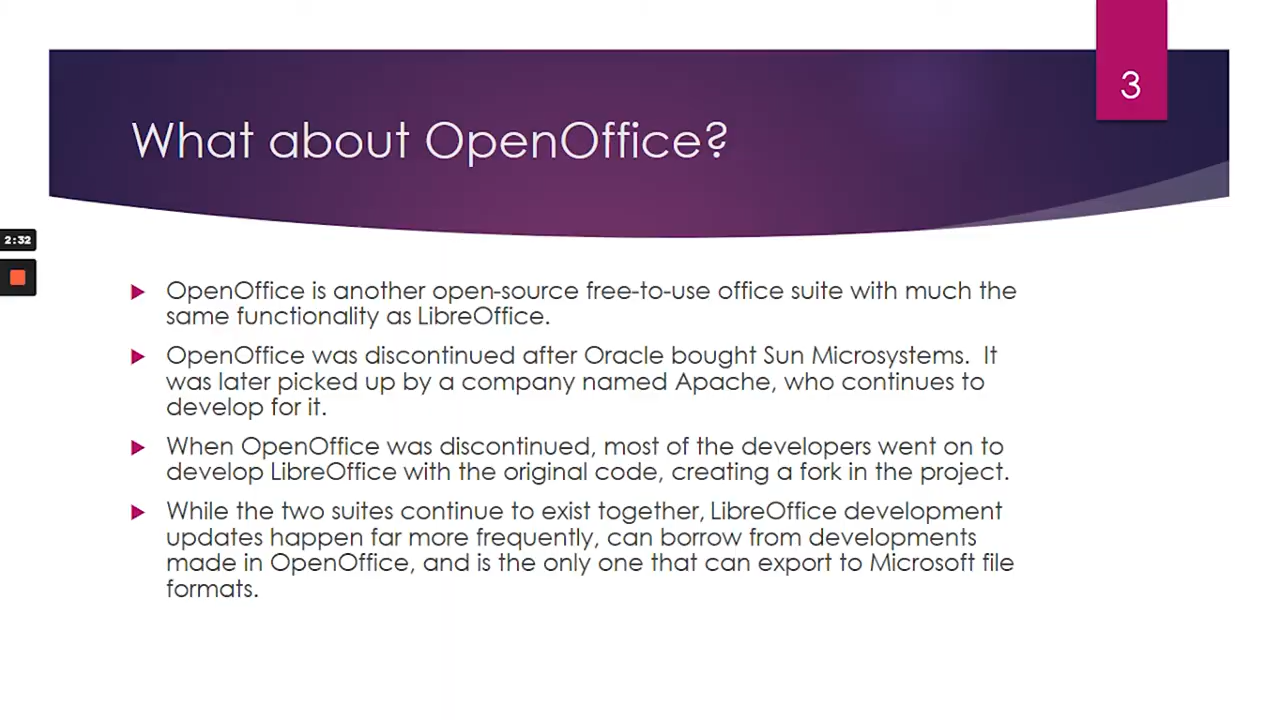 3
What about OpenOffice?
2:32
OpenOffice is another open-source free-to-use office suite with much the
same functionality as LibreOffice.
OpenOffice was discontinued after Oracle bought Sun Microsystems.  It
was later picked up by a company named Apache, who continues to
develop for it.
When OpenOffice was discontinued, most of the developers went on to
develop LibreOffice with the original code, creating a fork in the project.
While the two suites continue to exist together, LibreOffice development
updates happen far more frequently, can borrow from developments
made in OpenOffice, and is the only one that can export to Microsoft file
formats.